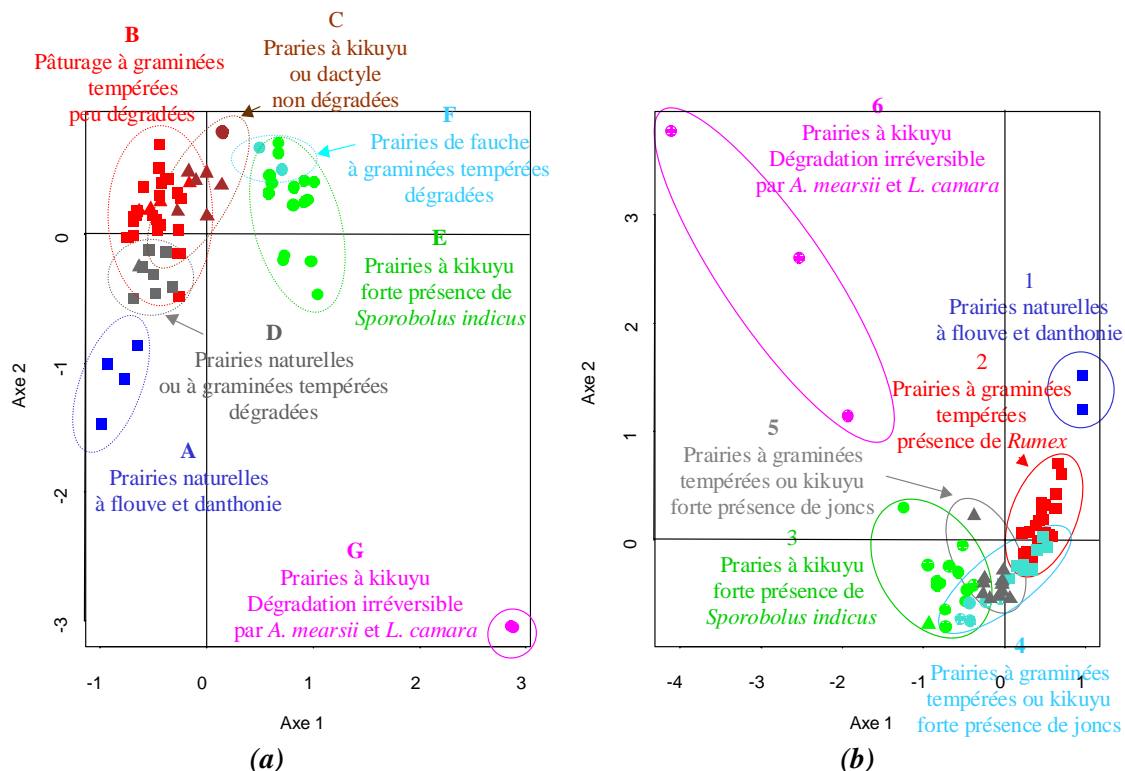 B
Pâturage à graminées
tempérées
peu dégradées
C
Praries à kikuyu
ou dactyle
non dégradées
F
Prairies de fauche
à graminées tempérées
dégradées
E
Prairies à kikuyu
forte présence de
Sporobolus indicus
D
Prairies naturelles
ou à graminées tempérées
dégradées
A
Prairies naturelles
à flouve et danthonie
G
Prairies à kikuyu
Dégradation irréversible
par A. mearsii et L. camara
Axe 2
0
-1
-2
-3
-1
0
1
2
3
Axe 1
(a)
6
Prairies à kikuyu
Dégradation irréversible
par A. mearsii et L. camara
1
Prairies naturelles
à flouve et danthonie
2
Prairies à graminées
tempérées
présence de Rumex
5
Prairies à graminées
tempérées ou kikuyu
forte présence de joncs
3
Praries à kikuyu
forte présence de
Sporobolus indicus
4
Prairies à graminées
tempérées ou kikuyu
forte présence de joncs
Axe 2
3
2
1
0
-4
-3
-2
-1
0
1
Axe 1
(b)